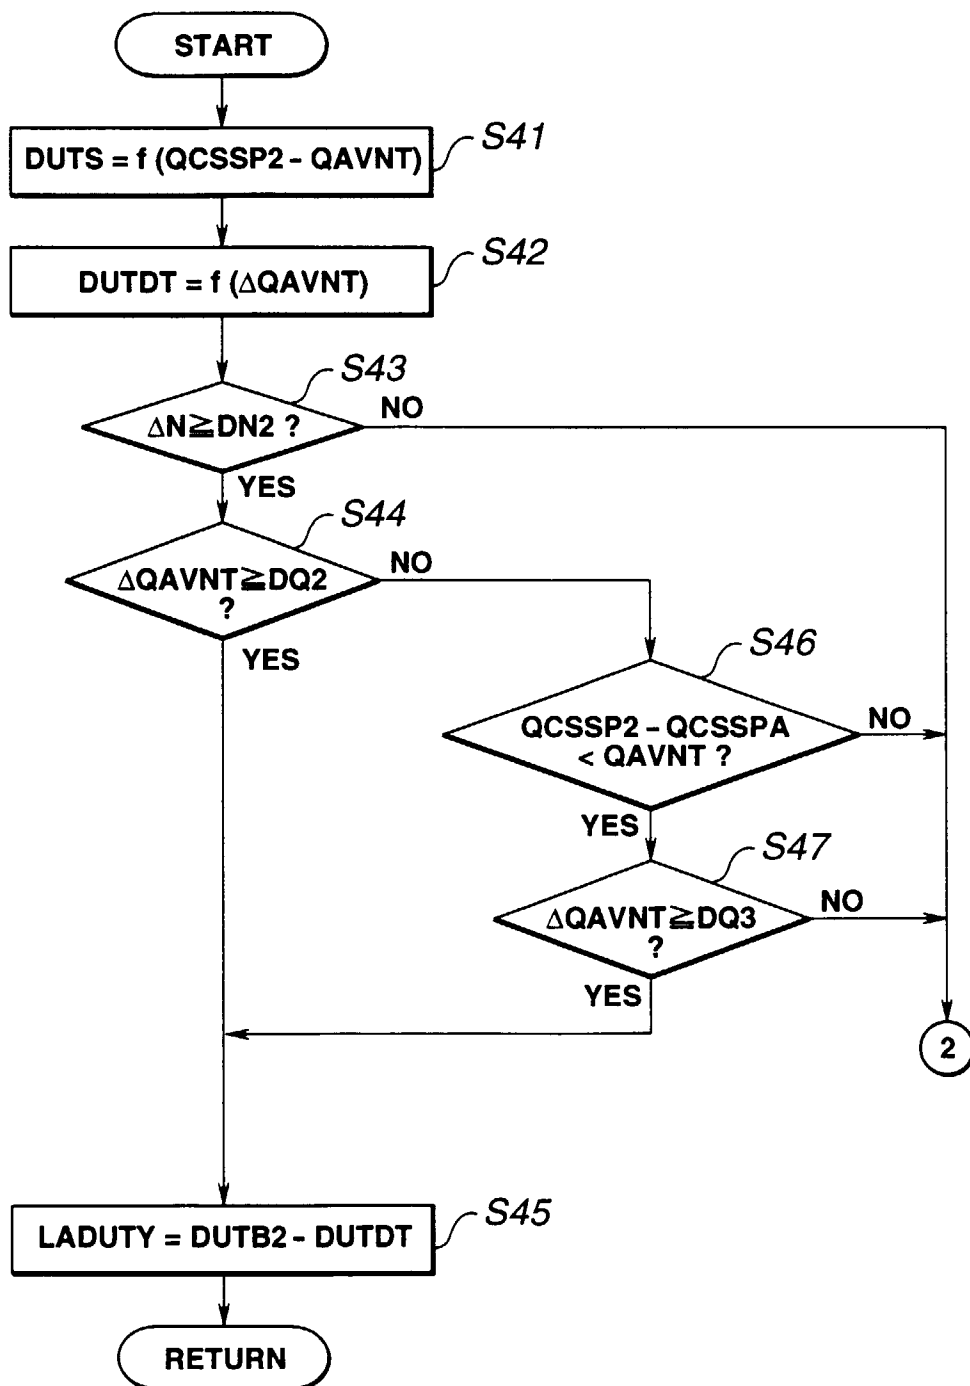 START
S41
DUTS = f (QCSSP2 - QAVNT)
S42
DUTDT = f (ΔQAVNT)
S43
ΔN≧DN2 ?
NO
YES
S44
ΔQAVNT≧DQ2
?
NO
YES
S46
QCSSP2 - QCSSPA
< QAVNT ?
NO
YES
S47
ΔQAVNT≧DQ3
?
NO
YES
2
S45
LADUTY = DUTB2 - DUTDT
RETURN